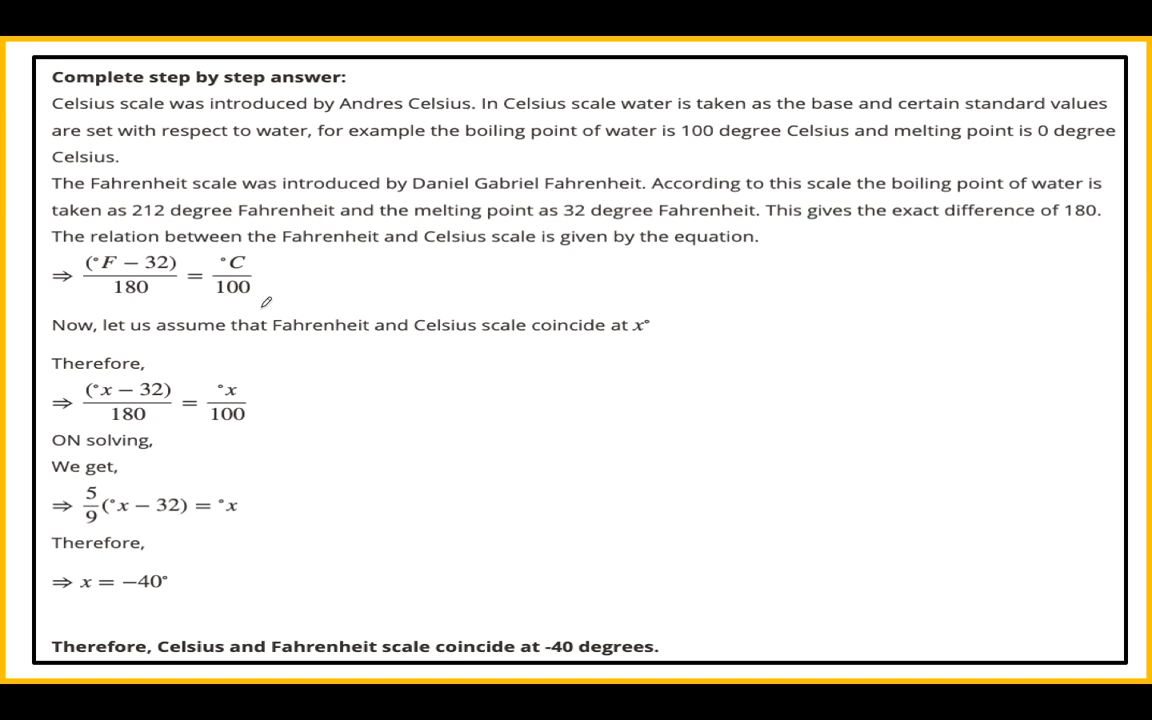 Complete step by step answer:
Celsius scale was introduced by Andres Celsius. In Celsius scale water is taken as the base and certain standard values
are set with respect to water, for example the boiling point of water is 100 degree Celsius and melting point is 0 degree
Celsius.
The Fahrenheit scale was introduced by Daniel Gabriel Fahrenheit. According to this scale the boiling point of water is
taken as 212 degree Fahrenheit and the melting point as 32 degree Fahrenheit. This gives the exact difference of 180.
The relation between the Fahrenheit and Celsius scale is given by the equation.
⇒ (°F − 32)/180 = °C/100
Now, let us assume that Fahrenheit and Celsius scale coincide at x°
Therefore,
⇒ (°x − 32)/180 = °x/100
ON solving,
We get,
⇒ 5/9(°x − 32) = °x
Therefore,
⇒ x = −40°
Therefore, Celsius and Fahrenheit scale coincide at -40 degrees.